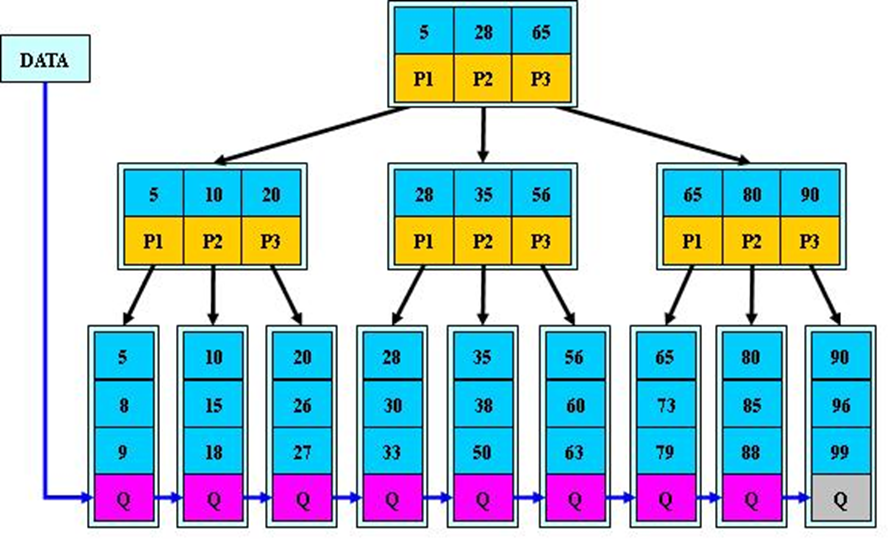 5 28 65
DATA
P1 P2 P3
5 10 20 28 35 56 65 80 90
P1 P2 P3 P1 P2 P3 P1 P2 P3
5 10 20 28 35 56 65 80 90
8 15 26 30 38 60 73 85 96
9 18 27 33 50 63 79 88 99
Q Q Q Q Q Q Q Q Q